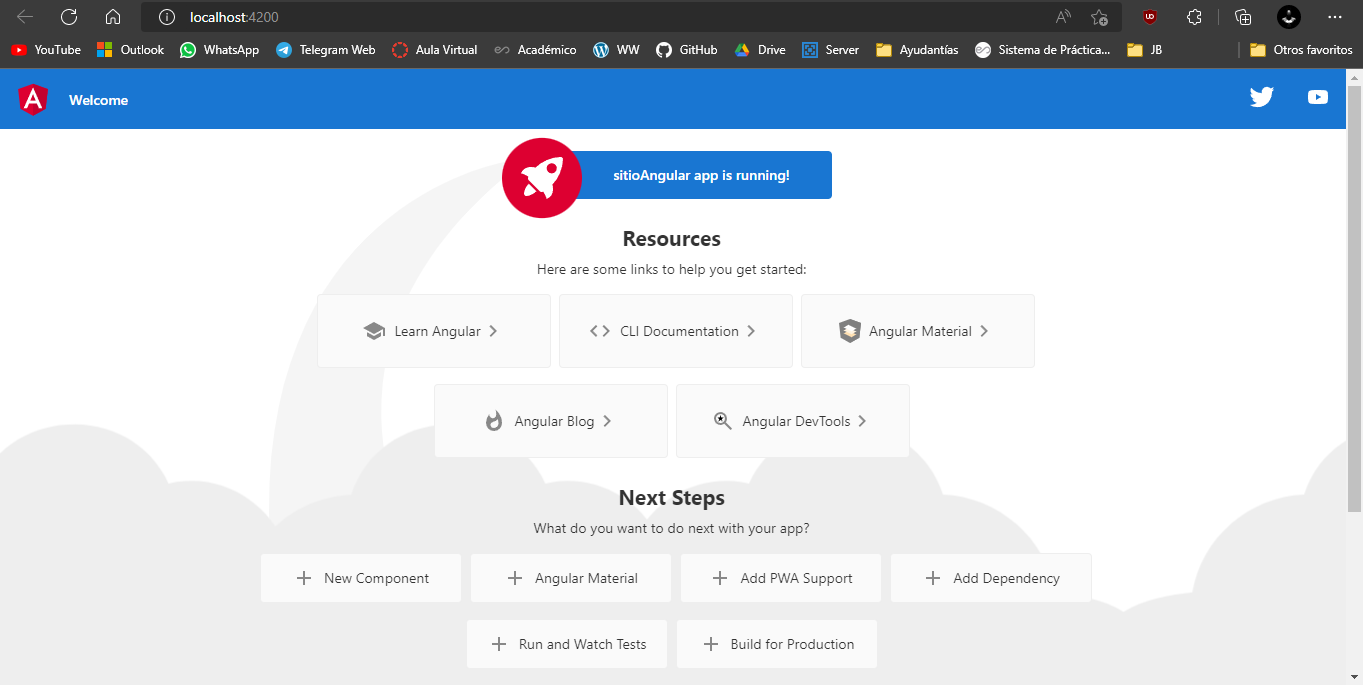 localhost:4200
YouTube Outlook WhatsApp Telegram Web Aula Virtual Académico WW GitHub Drive Server Ayudantías Sistema de Práctica... JB Otros favoritos
Welcome
sitioAngular app is running!
Resources
Here are some links to help you get started:
Learn Angular CLI Documentation Angular Material
Angular Blog Angular DevTools
Next Steps
What do you want to do next with your app?
New Component Angular Material Add PWA Support Add Dependency
Run and Watch Tests Build for Production